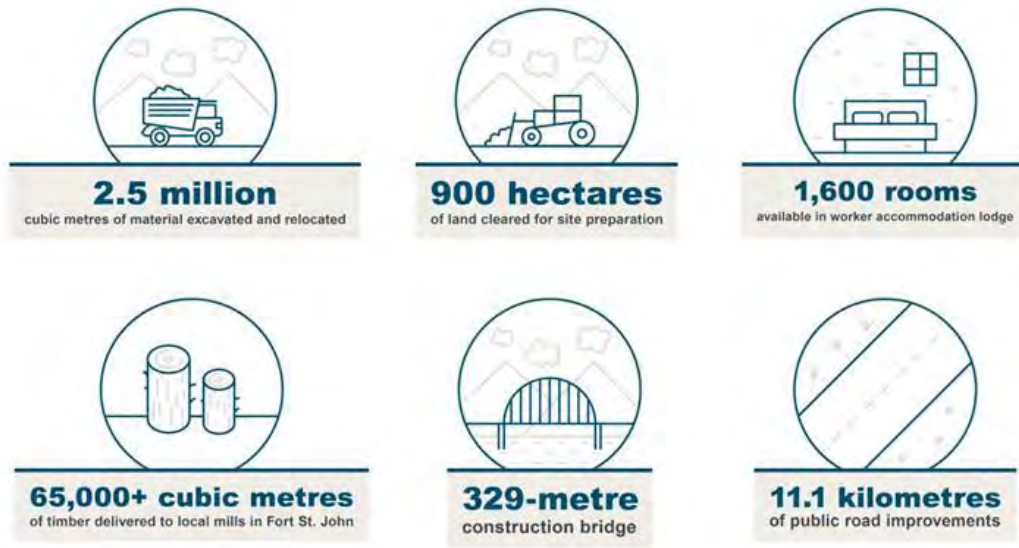 2.5 million
cubic metres of material excavated and relocated
900 hectares
of land cleared for site preparation
1,600 rooms
available in worker accommodation lodge
65,000+ cubic metres
of timber delivered to local mills in Fort St. John
329-metre
construction bridge
11.1 kilometres
of public road improvements